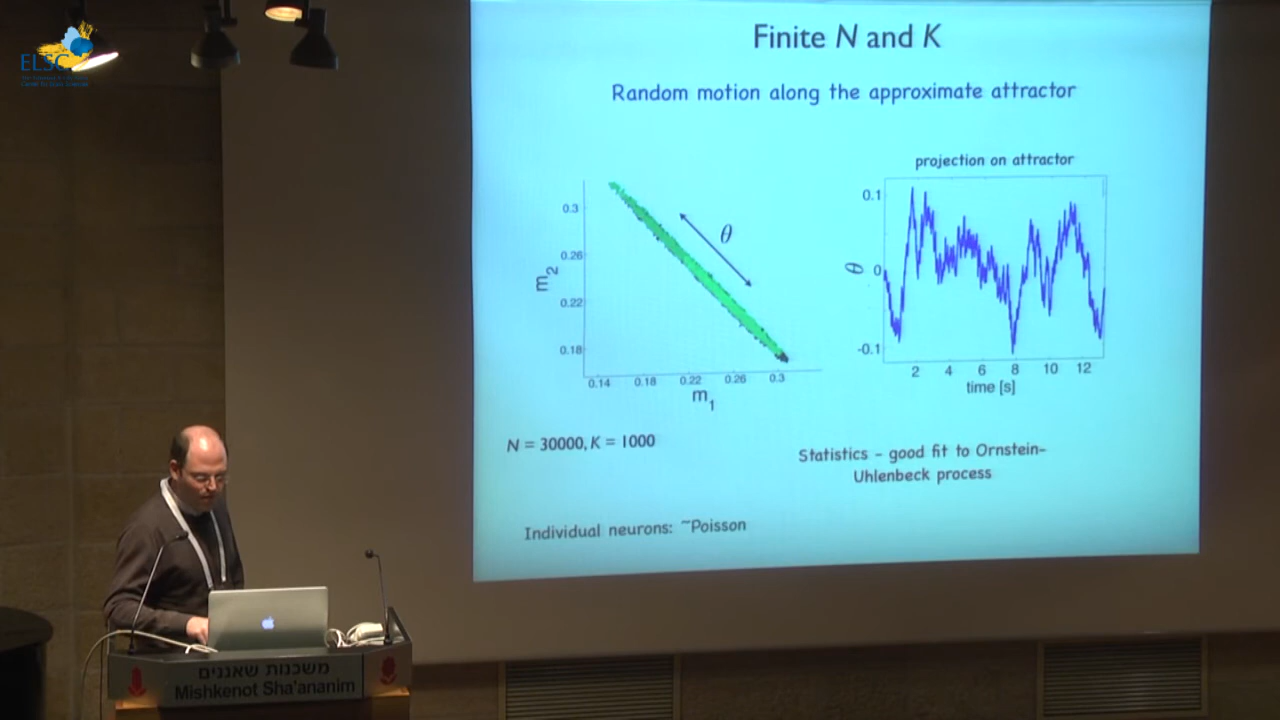 ELSC
Finite N and K
Random motion along the approximate attractor
projection on attractor
0.3
0.26
0.22
0.18
m2
θ
0.14 0.18 0.22 0.26 0.3
m1
0.1
0
-0.1
θ
2 4 6 8 10 12
time [s]
N = 30000, K = 1000
Statistics - good fit to Ornstein-
Uhlenbeck process
Individual neurons: ~Poisson
משכנות שאננים
Mishkenot Sha'ananim